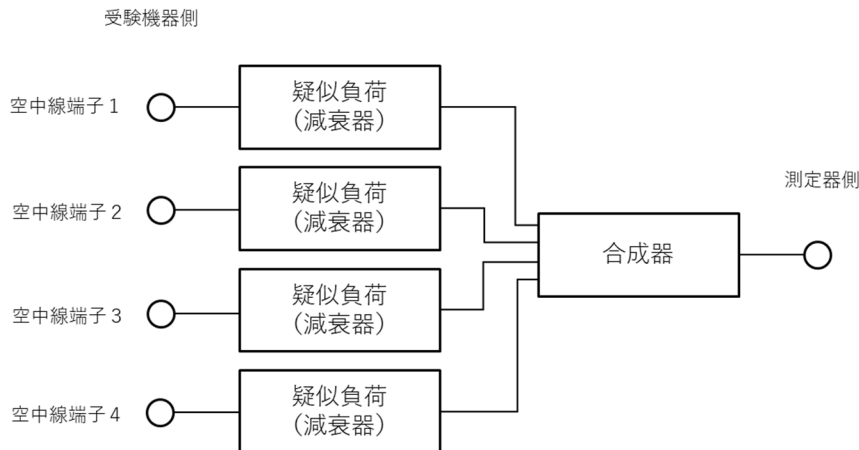 受験機器側
空中線端子1
疑似負荷
（減衰器）
空中線端子2
疑似負荷
（減衰器）
測定器側
合成器
空中線端子3
疑似負荷
（減衰器）
空中線端子4
疑似負荷
（減衰器）